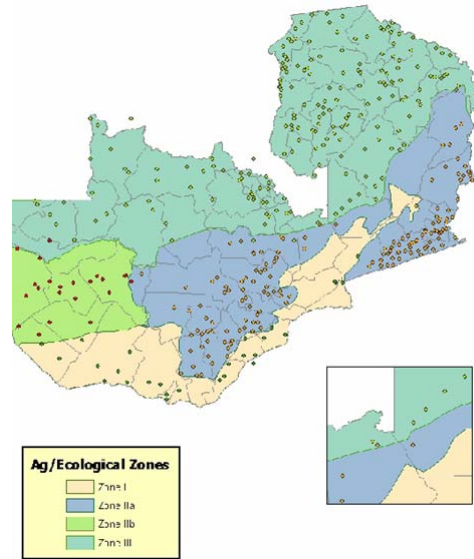 Ag/Ecological Zones
Zone I
Zone IIa
Zone IIb
Zone III